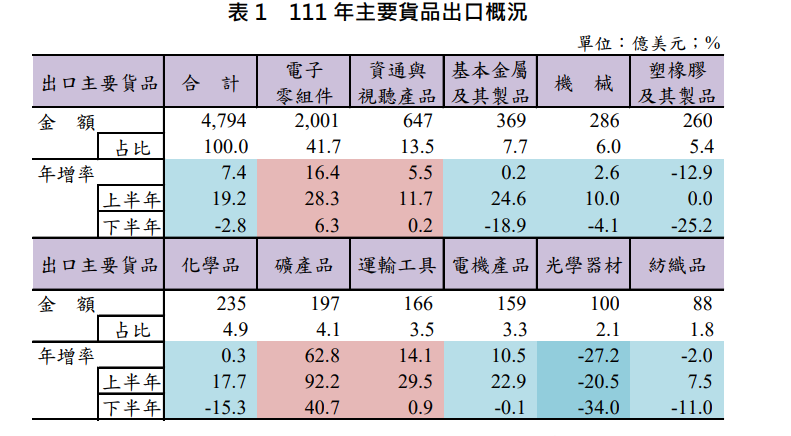 表 1 111 年主要貨品出口概況
單位：億美元；%
出口主要貨品 合 計 電子零組件 資通與視聽產品 基本金屬及其製品 機 械 塑橡膠及其製品
金 額 4,794 2,001 647 369 286 260
占比 100.0 41.7 13.5 7.7 6.0 5.4
年增率 7.4 16.4 5.5 0.2 2.6 -12.9
上半年 19.2 28.3 11.7 24.6 10.0 0.0
下半年 -2.8 6.3 0.2 -18.9 -4.1 -25.2
出口主要貨品 化學品 礦產品 運輸工具 電機產品 光學器材 紡織品
金 額 235 197 166 159 100 88
占比 4.9 4.1 3.5 3.3 2.1 1.8
年增率 0.3 62.8 14.1 10.5 -27.2 -2.0
上半年 17.7 92.2 29.5 22.9 -20.5 7.5
下半年 -15.3 40.7 0.9 -0.1 -34.0 -11.0